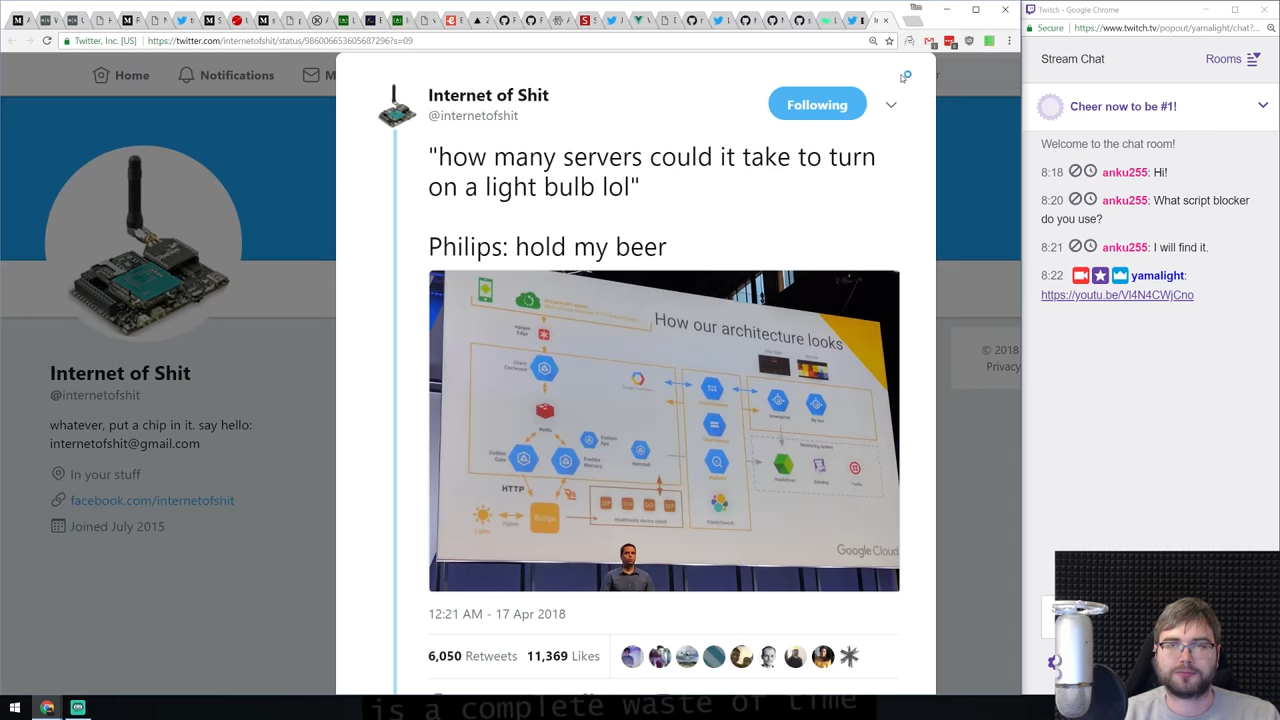 Tim
Twitch - Google Chrome
Twitter, Inc. [US]
https://twitter.com/internetofshit/status/986006653605687296?s=09
Secure
https://www.twitch.tv/popout/yamalight/chat?...
Home
Notifications
M
Internet of Shit
@internetofshit
Following
"how many servers could it take to turn
on a light bulb lol"
Philips: hold my beer
How our architecture looks
Redis
HTTP
Bridge
Google Cloud
12:21 AM - 17 Apr 2018
6,050 Retweets
11,369 Likes
Internet of Shit
@internetofshit
whatever, put a chip in it. say hello:
internetofshit@gmail.com
In your stuff
facebook.com/internetofshit
Joined July 2015
© 2018
Privacy
is a complete waste of time
Stream Chat
Rooms
Cheer now to be #1!
Welcome to the chat room!
8:18 anku255: Hi!
8:20 anku255: What script blocker
do you use?
8:21 anku255: I will find it.
8:22 yamalight:
https://youtu.be/Vl4N4CWjCno